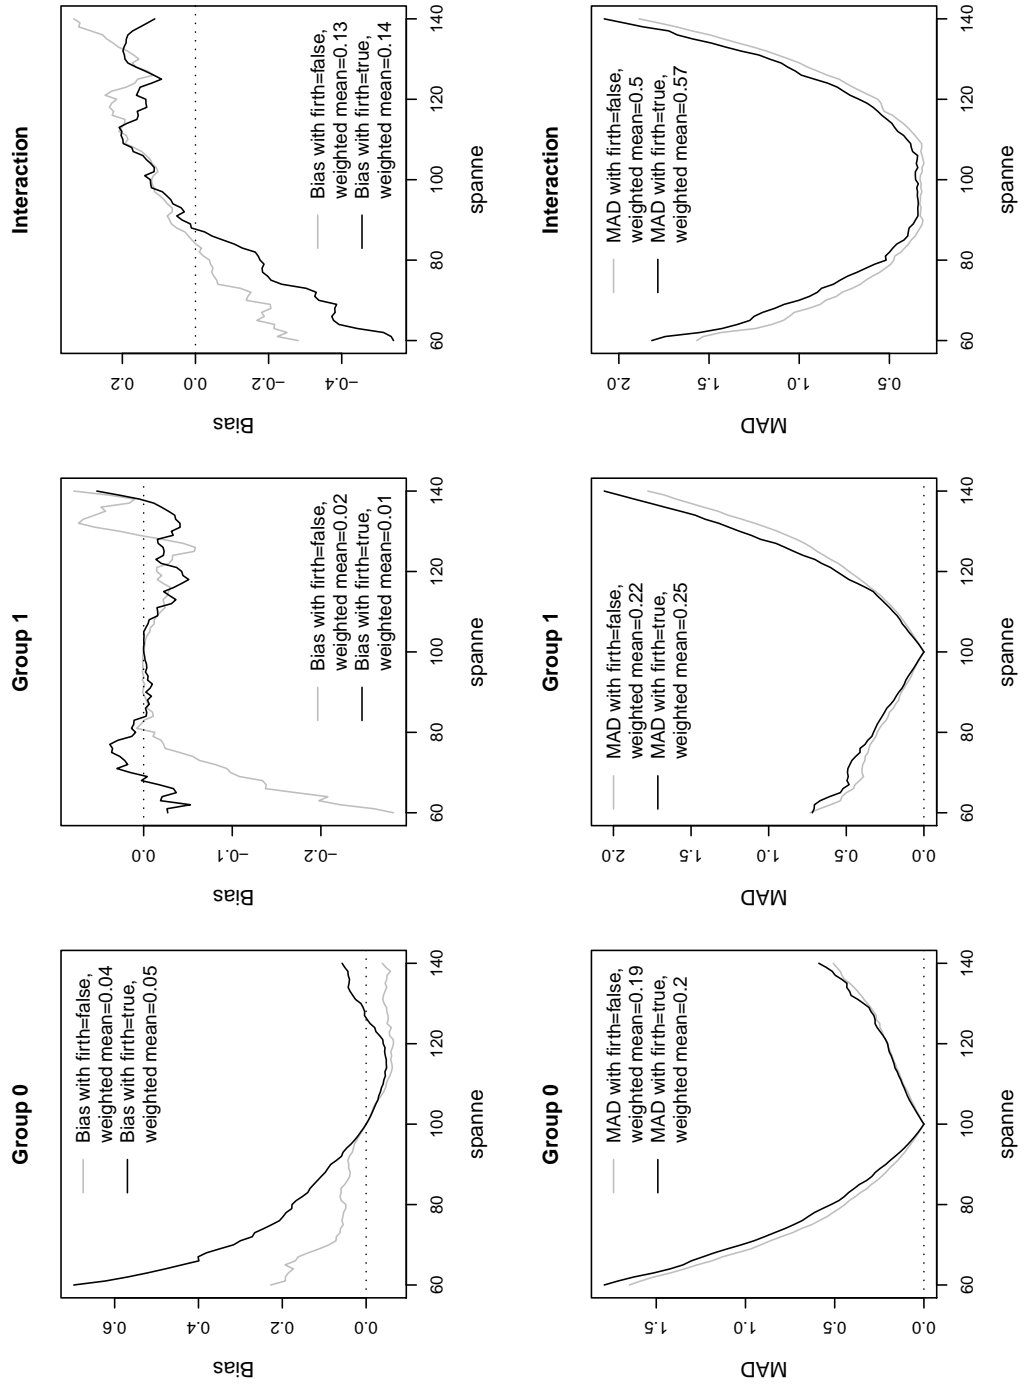 Group 0
Bias with firth=false,
weighted mean=0.04
Bias with firth=true,
weighted mean=0.05
0.6
0.4
0.2
0.0
Bias
60 80 100 120 140
spanne
Group 1
Bias with firth=false,
weighted mean=0.02
Bias with firth=true,
weighted mean=0.01
0.0
−0.1
−0.2
Bias
60 80 100 120 140
spanne
Interaction
Bias with firth=false,
weighted mean=0.13
Bias with firth=true,
weighted mean=0.14
0.2
0.0
−0.2
−0.4
Bias
60 80 100 120 140
spanne
Group 0
MAD with firth=false,
weighted mean=0.19
MAD with firth=true,
weighted mean=0.2
1.5
1.0
0.5
0.0
MAD
60 80 100 120 140
spanne
Group 1
MAD with firth=false,
weighted mean=0.22
MAD with firth=true,
weighted mean=0.25
2.0
1.5
1.0
0.5
0.0
MAD
60 80 100 120 140
spanne
Interaction
MAD with firth=false,
weighted mean=0.5
MAD with firth=true,
weighted mean=0.57
2.0
1.5
1.0
0.5
MAD
60 80 100 120 140
spanne